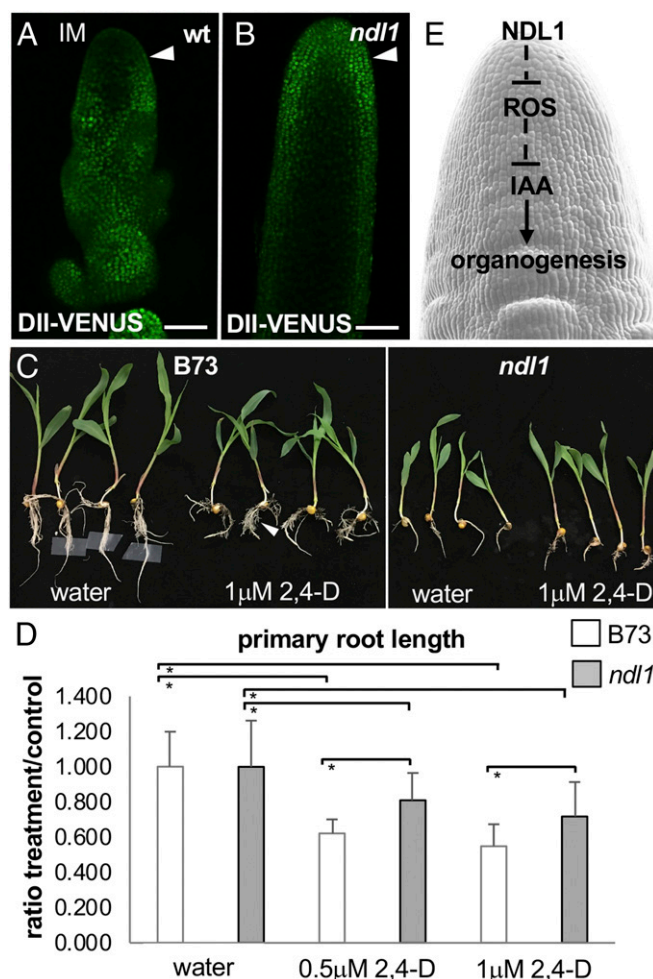 A IM wt
DII-VENUS
B ndl1
DII-VENUS
E NDL1
ROS
IAA
organogenesis
C B73 ndl1
water 1μM 2,4-D water 1μM 2,4-D
D primary root length
B73
ndl1
ratio treatment/control
1.400
1.200
1.000
0.800
0.600
0.400
0.200
0.000
*
*
*
*
*
*
water 0.5μM 2,4-D 1μM 2,4-D